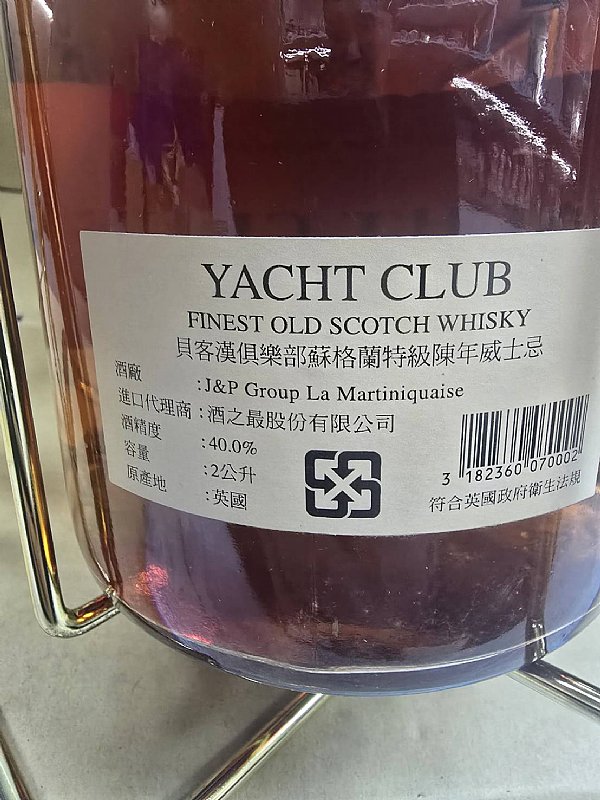 YACHT CLUB
FINEST OLD SCOTCH WHISKY
貝客漢俱樂部蘇格蘭特級陳年威士忌
酒廠 :J&P Group La Martiniquaise
進口代理商 :酒之最股份有限公司
酒精度 :40.0%
容量 :2公升
原產地 :英國
3 182360 070002
符合英國政府衛生法規